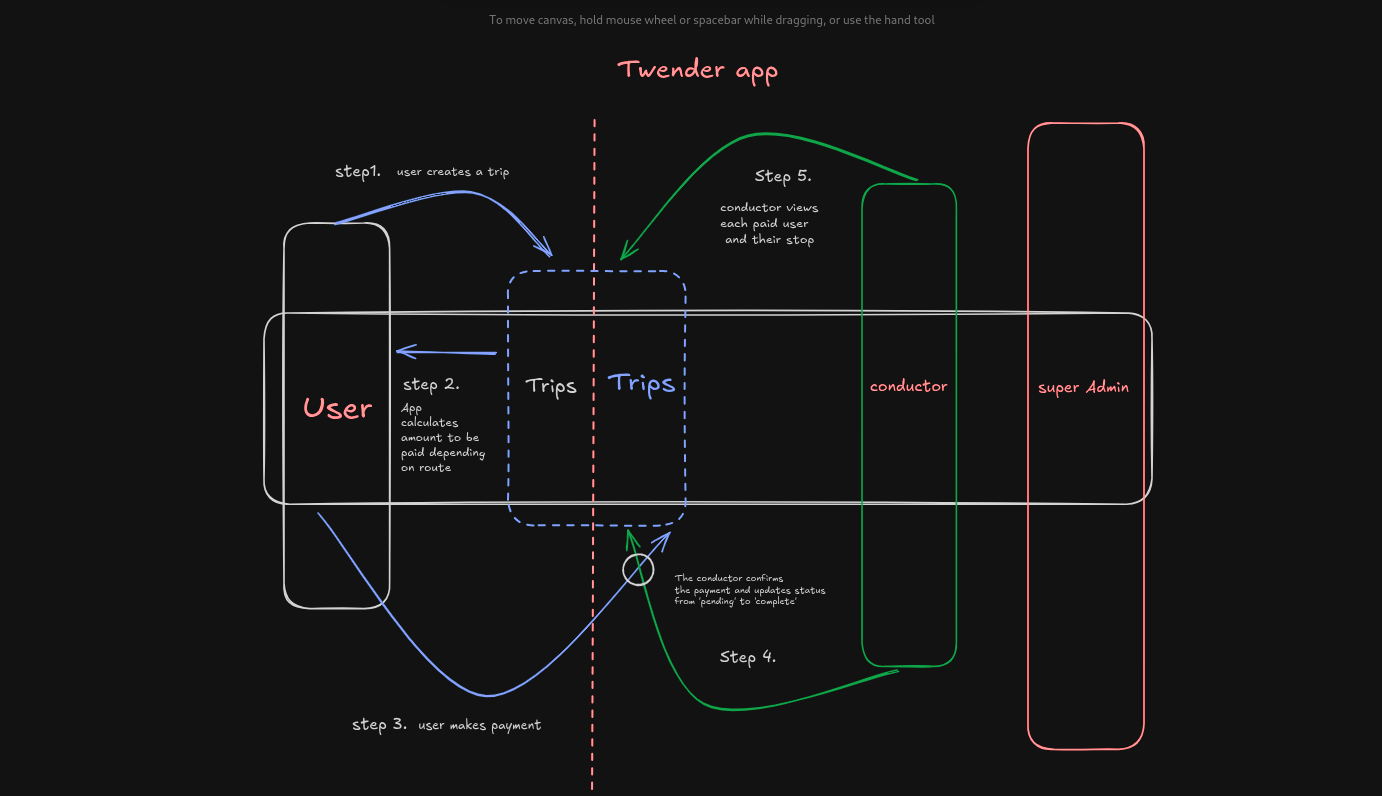 To move canvas, hold mouse wheel or spacebar while dragging, or use the hand tool
Twender app
step1. user creates a trip
Step 5.
conductor views
each paid user
and their stop
step 2.
App
calculates
amount to be
paid depending
on route
User
Trips
Trips
conductor
super Admin
The conductor confirms
the payment and updates status
from 'pending' to 'complete'
Step 4.
step 3. user makes payment